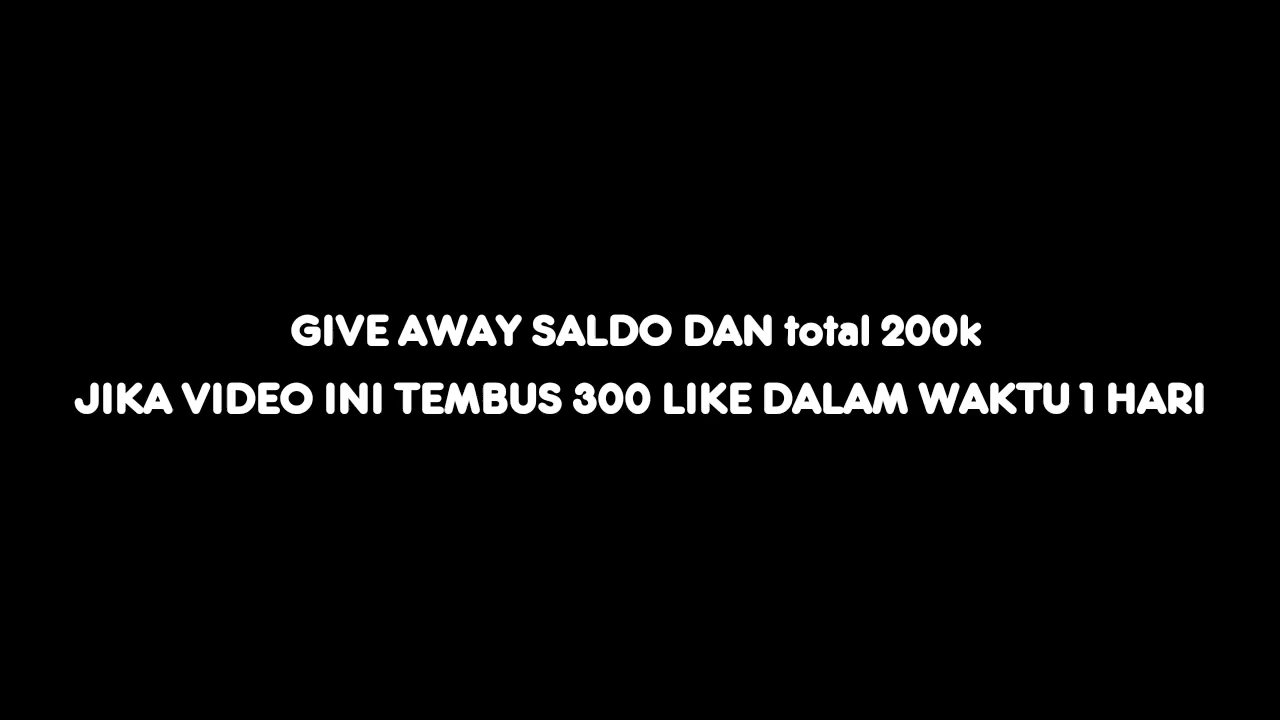 GIVE AWAY SALDO DAN total 200k
JIKA VIDEO INI TEMBUS 300 LIKE DALAM WAKTU 1 HARI